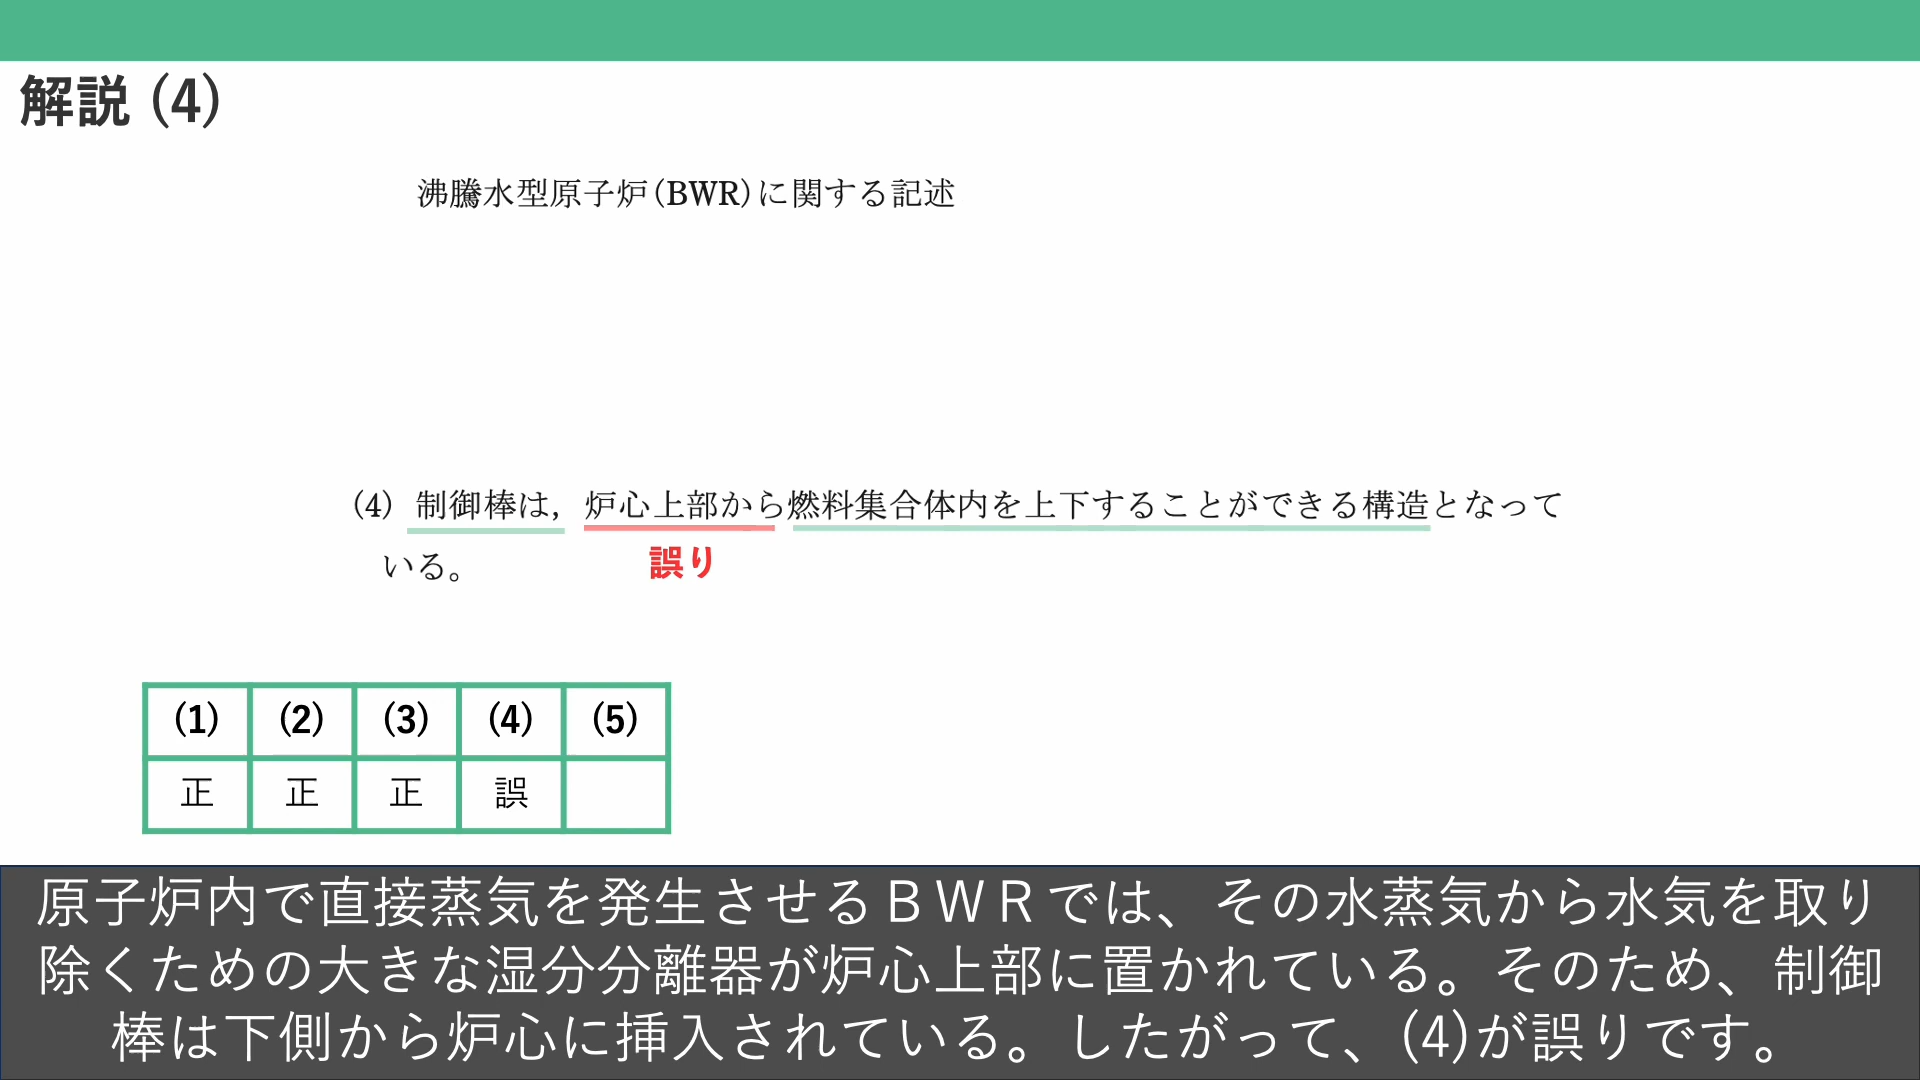 解説 (4)
沸騰水型原子炉(BWR)に関する記述
(4) 制御棒は，炉心上部から燃料集合体内を上下することができる構造となって
いる。
誤り
(1) (2) (3) (4) (5)
正 正 正 誤
原子炉内で直接蒸気を発生させるＢＷＲでは、その水蒸気から水気を取り
除くための大きな湿分分離器が炉心上部に置かれている。そのため、制御
棒は下側から炉心に挿入されている。したがって、(4)が誤りです。